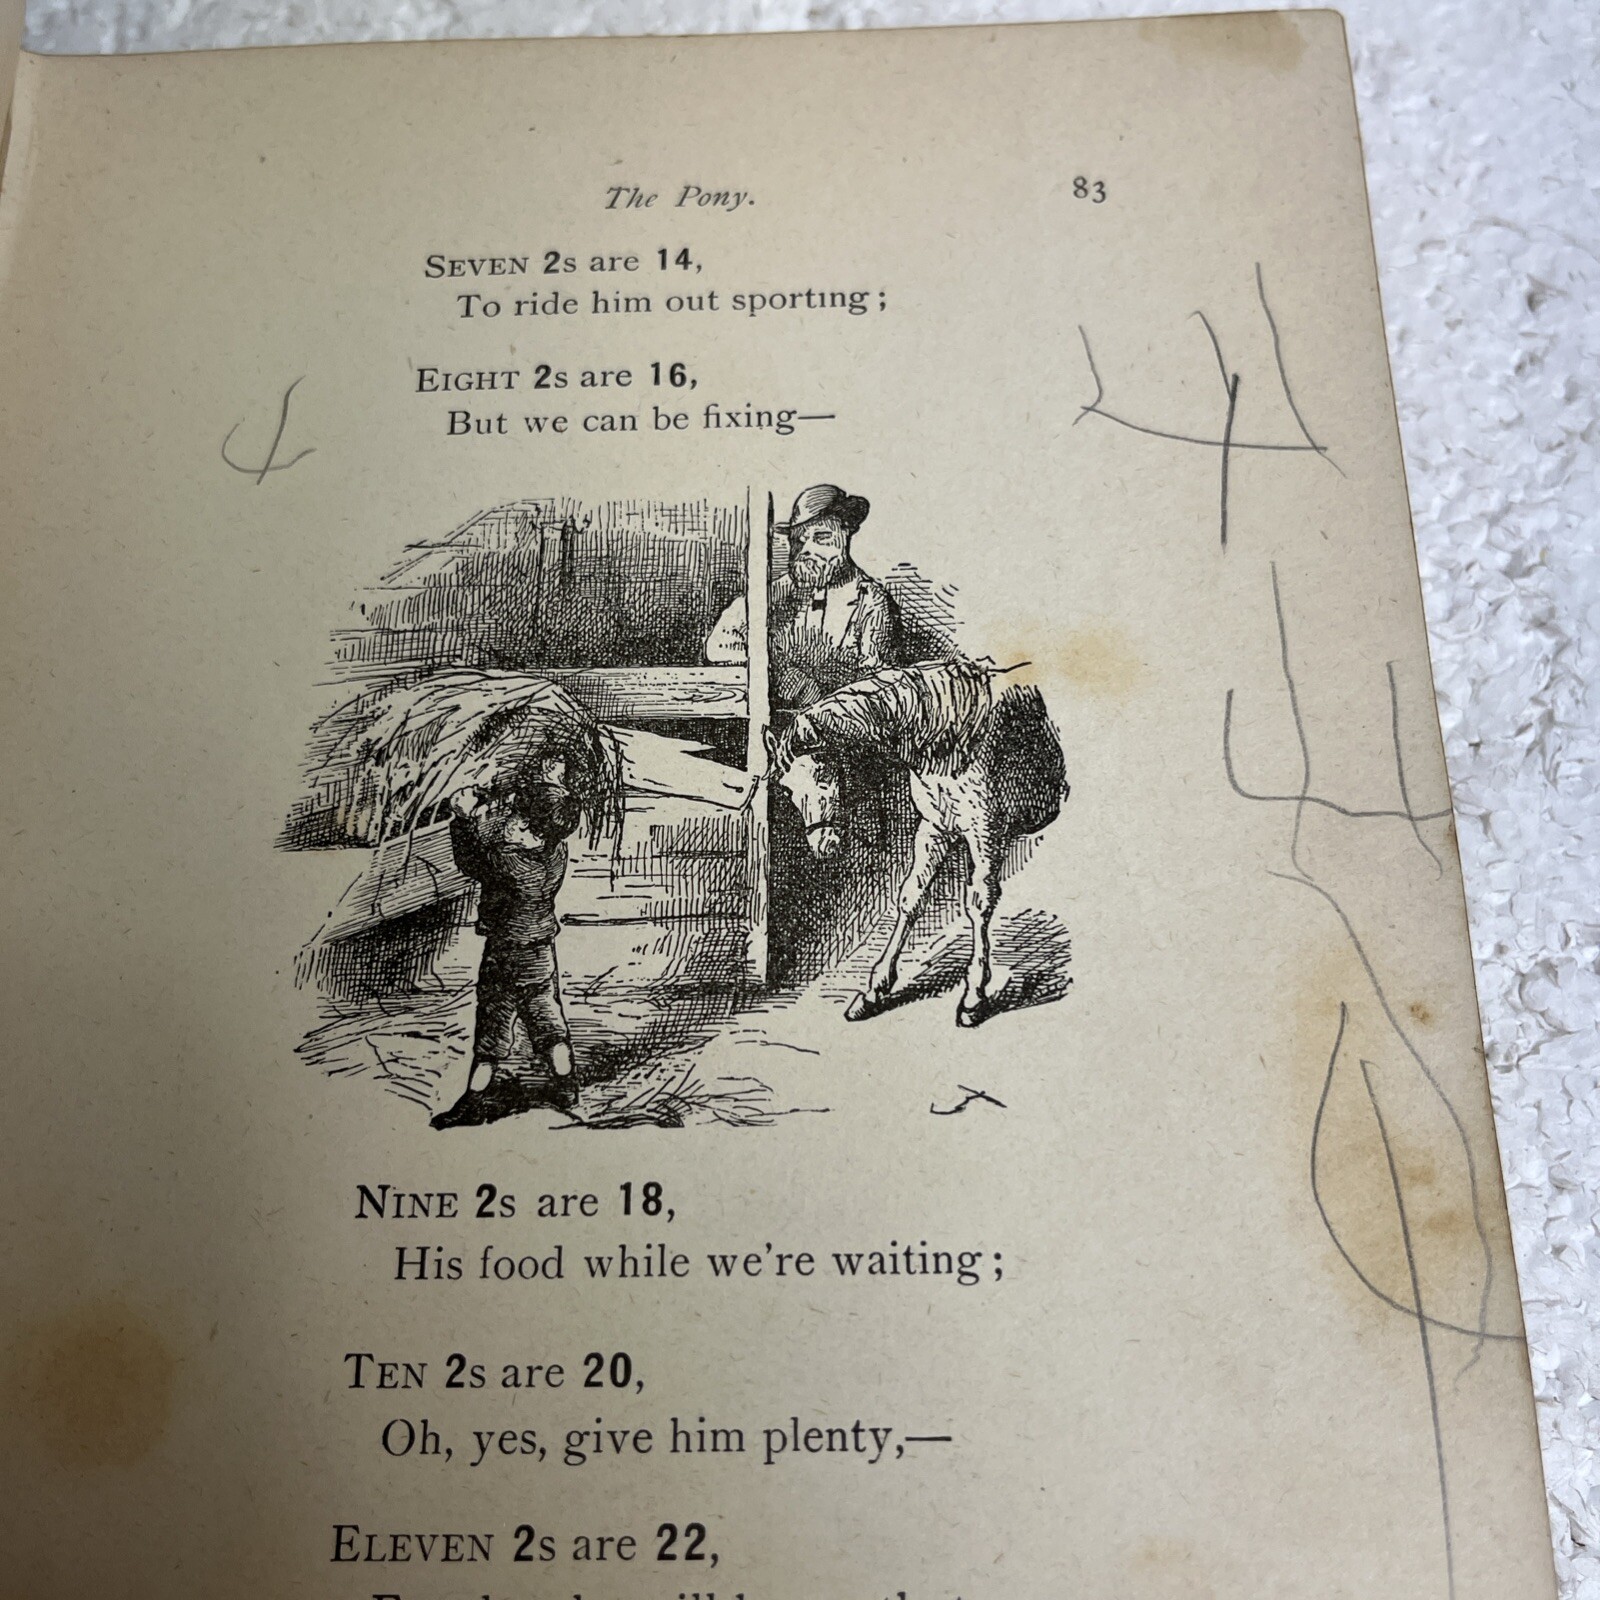 The Pony.
83
SEVEN 2s are 14,
To ride him out sporting;
EIGHT 2s are 16,
But we can be fixing—
NINE 2s are 18,
His food while we're waiting;
TEN 2s are 20,
Oh, yes, give him plenty,—
ELEVEN 2s are 22,